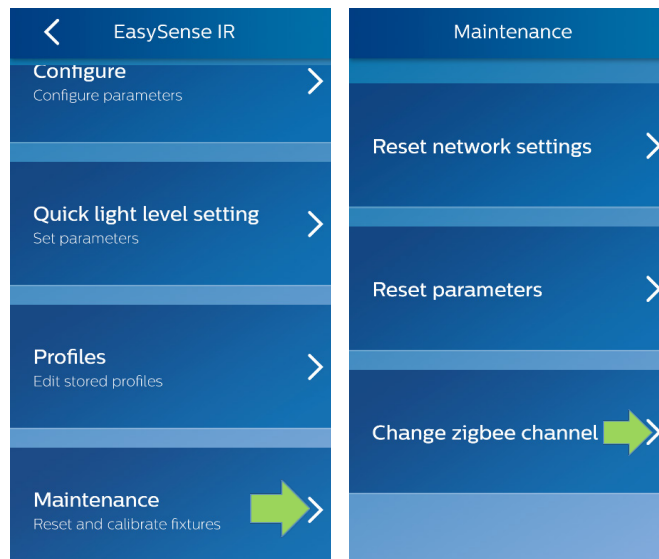 EasySense IR
Configure
Configure parameters
Quick light level setting
Set parameters
Profiles
Edit stored profiles
Maintenance
Reset and calibrate fixtures
Maintenance
Reset network settings
Reset parameters
Change zigbee channel